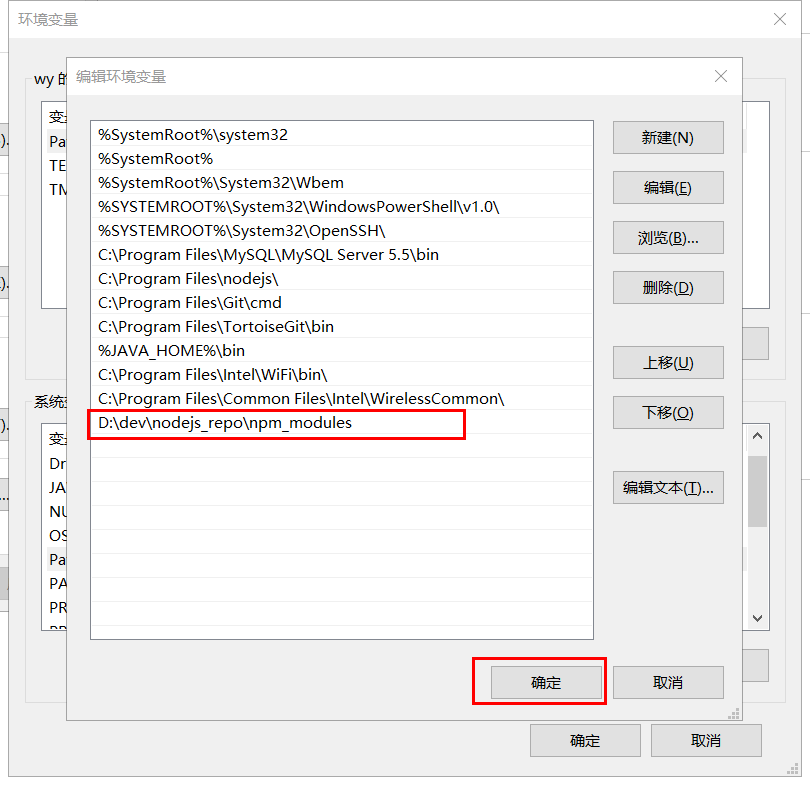 环境变量
wy 的
编辑环境变量
%SystemRoot%\system32
%SystemRoot%
%SystemRoot%\System32\Wbem
%SYSTEMROOT%\System32\WindowsPowerShell\v1.0\
%SYSTEMROOT%\System32\OpenSSH\
C:\Program Files\MySQL\MySQL Server 5.5\bin
C:\Program Files\nodejs\
C:\Program Files\Git\cmd
C:\Program Files\TortoiseGit\bin
%JAVA_HOME%\bin
C:\Program Files\Intel\WiFi\bin\
C:\Program Files\Common Files\Intel\WirelessCommon\
D:\dev\nodejs_repo\npm_modules
新建(N)
编辑(E)
浏览(B)...
删除(D)
上移(U)
下移(O)
编辑文本(T)...
Pa
TE
系统
Dr
JA
NU
OS
Pa
PA
PR
确定
取消
确定
取消